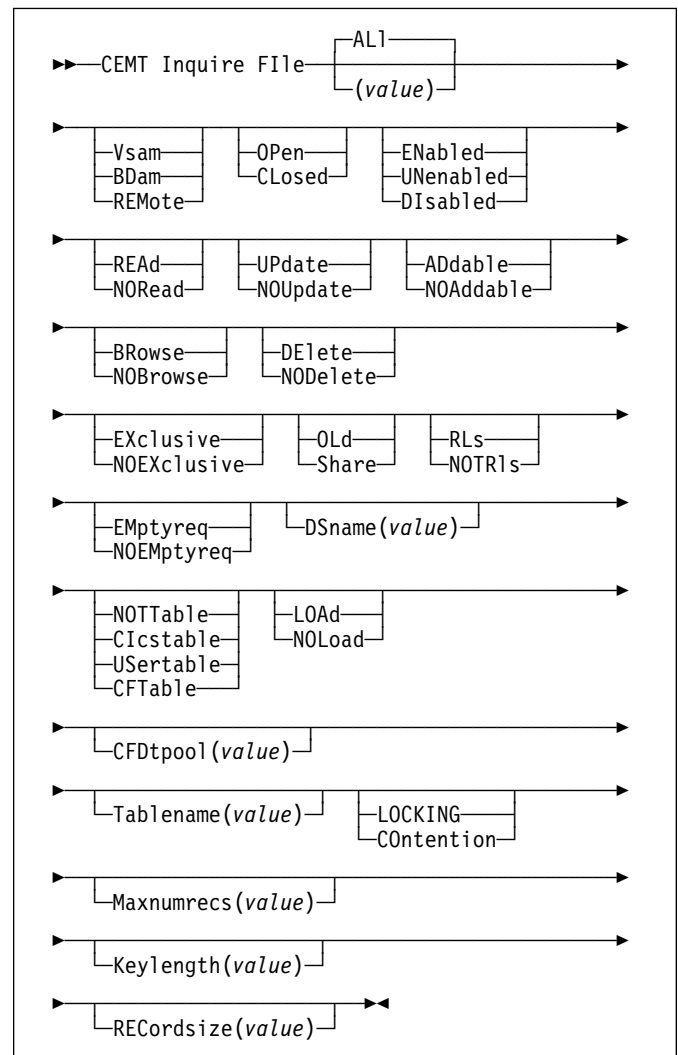 ALl
CEMT Inquire FIle
(value)
Vsam OPen ENabled
BDam CLosed UNenabled
REMote DIsabled
REAd UPdate ADdable
NORead NOUpdate NOAddable
BRowse DElete
NOBrowse NODelete
EXclusive OLd RLs
NOEXclusive Share NOTRls
EMptyreq DSname(value)
NOEMptyreq
NOTTable LOAd
CIcstable NOLoad
USertable
CFTable
CFDtpool(value)
Tablename(value) LOCKING
COntention
Maxnumrecs(value)
Keylength(value)
RECordsize(value)